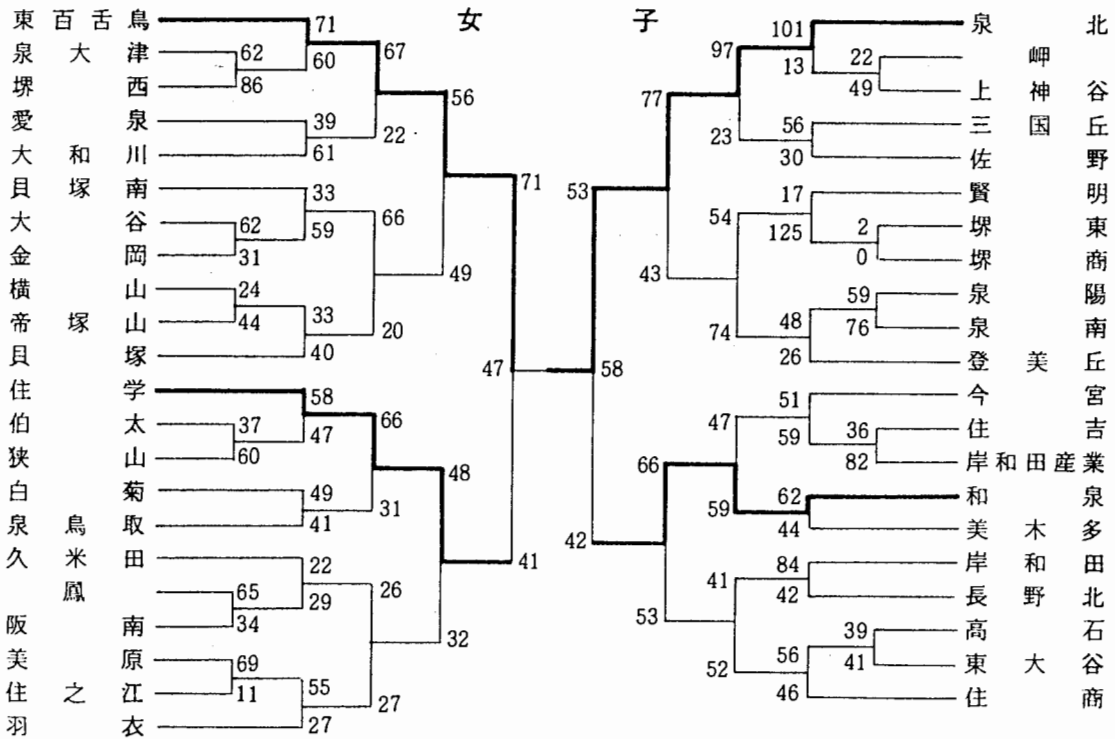 女子
東百舌鳥 71
泉大津 62
60 67
堺西 86
56
愛泉 39
22
大和川 61
71
貝塚南 33
66
大谷 62
59
金岡 31
49
横山 24
33
帝塚山 44
20
貝塚 40
47
住学 58
66
伯太 37
47
狭山 60
48
白菊 49
31
泉鳥取 41
41
久米田 22
26
鳳 65
29
阪南 34
32
美原 69
55
住之江 11
27
羽衣 27
101 泉北
97
22 岬
13
49 上神谷
77
56 三国丘
23
30 佐野
53
17 賢明
54
2 堺東
125
0 堺商
43
59 泉陽
48
76 泉南
74
26 登美丘
58
51 今宮
47
36 住吉
59
82 岸和田産業
66
62 和泉
59
44 美木多
42
84 岸和田
41
42 長野北
53
39 高石
56
41 東大谷
52
46 住商